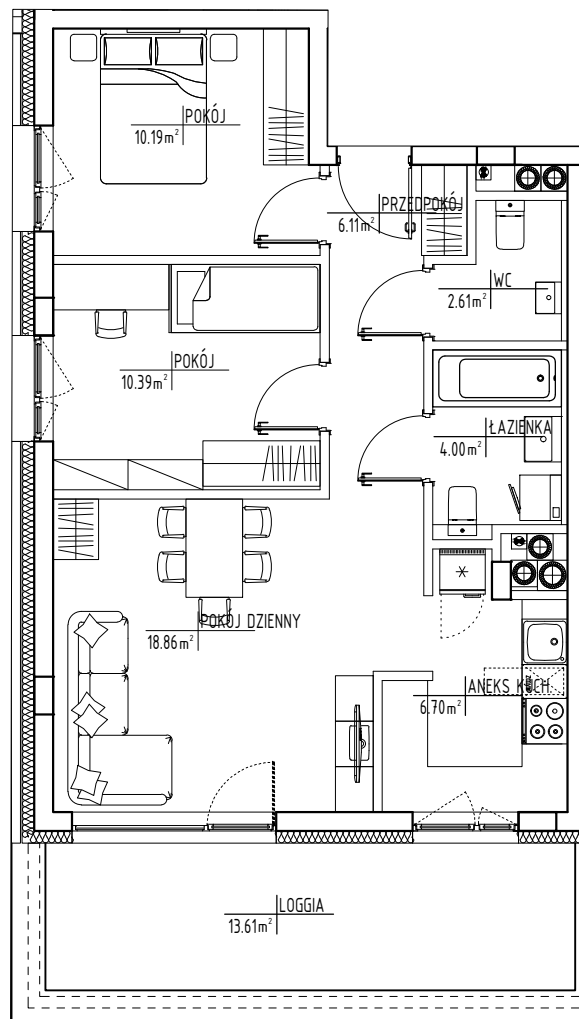 POKÓJ
10.19m²
PRZEDPOKÓJ
6.11m²
WC
2.61m²
POKÓJ
10.39m²
ŁAZIENKA
4.00m²
POKÓJ DZIENNY
18.86m²
ANEKS KUCH.
6.70m²
LOGGIA
13.61m²